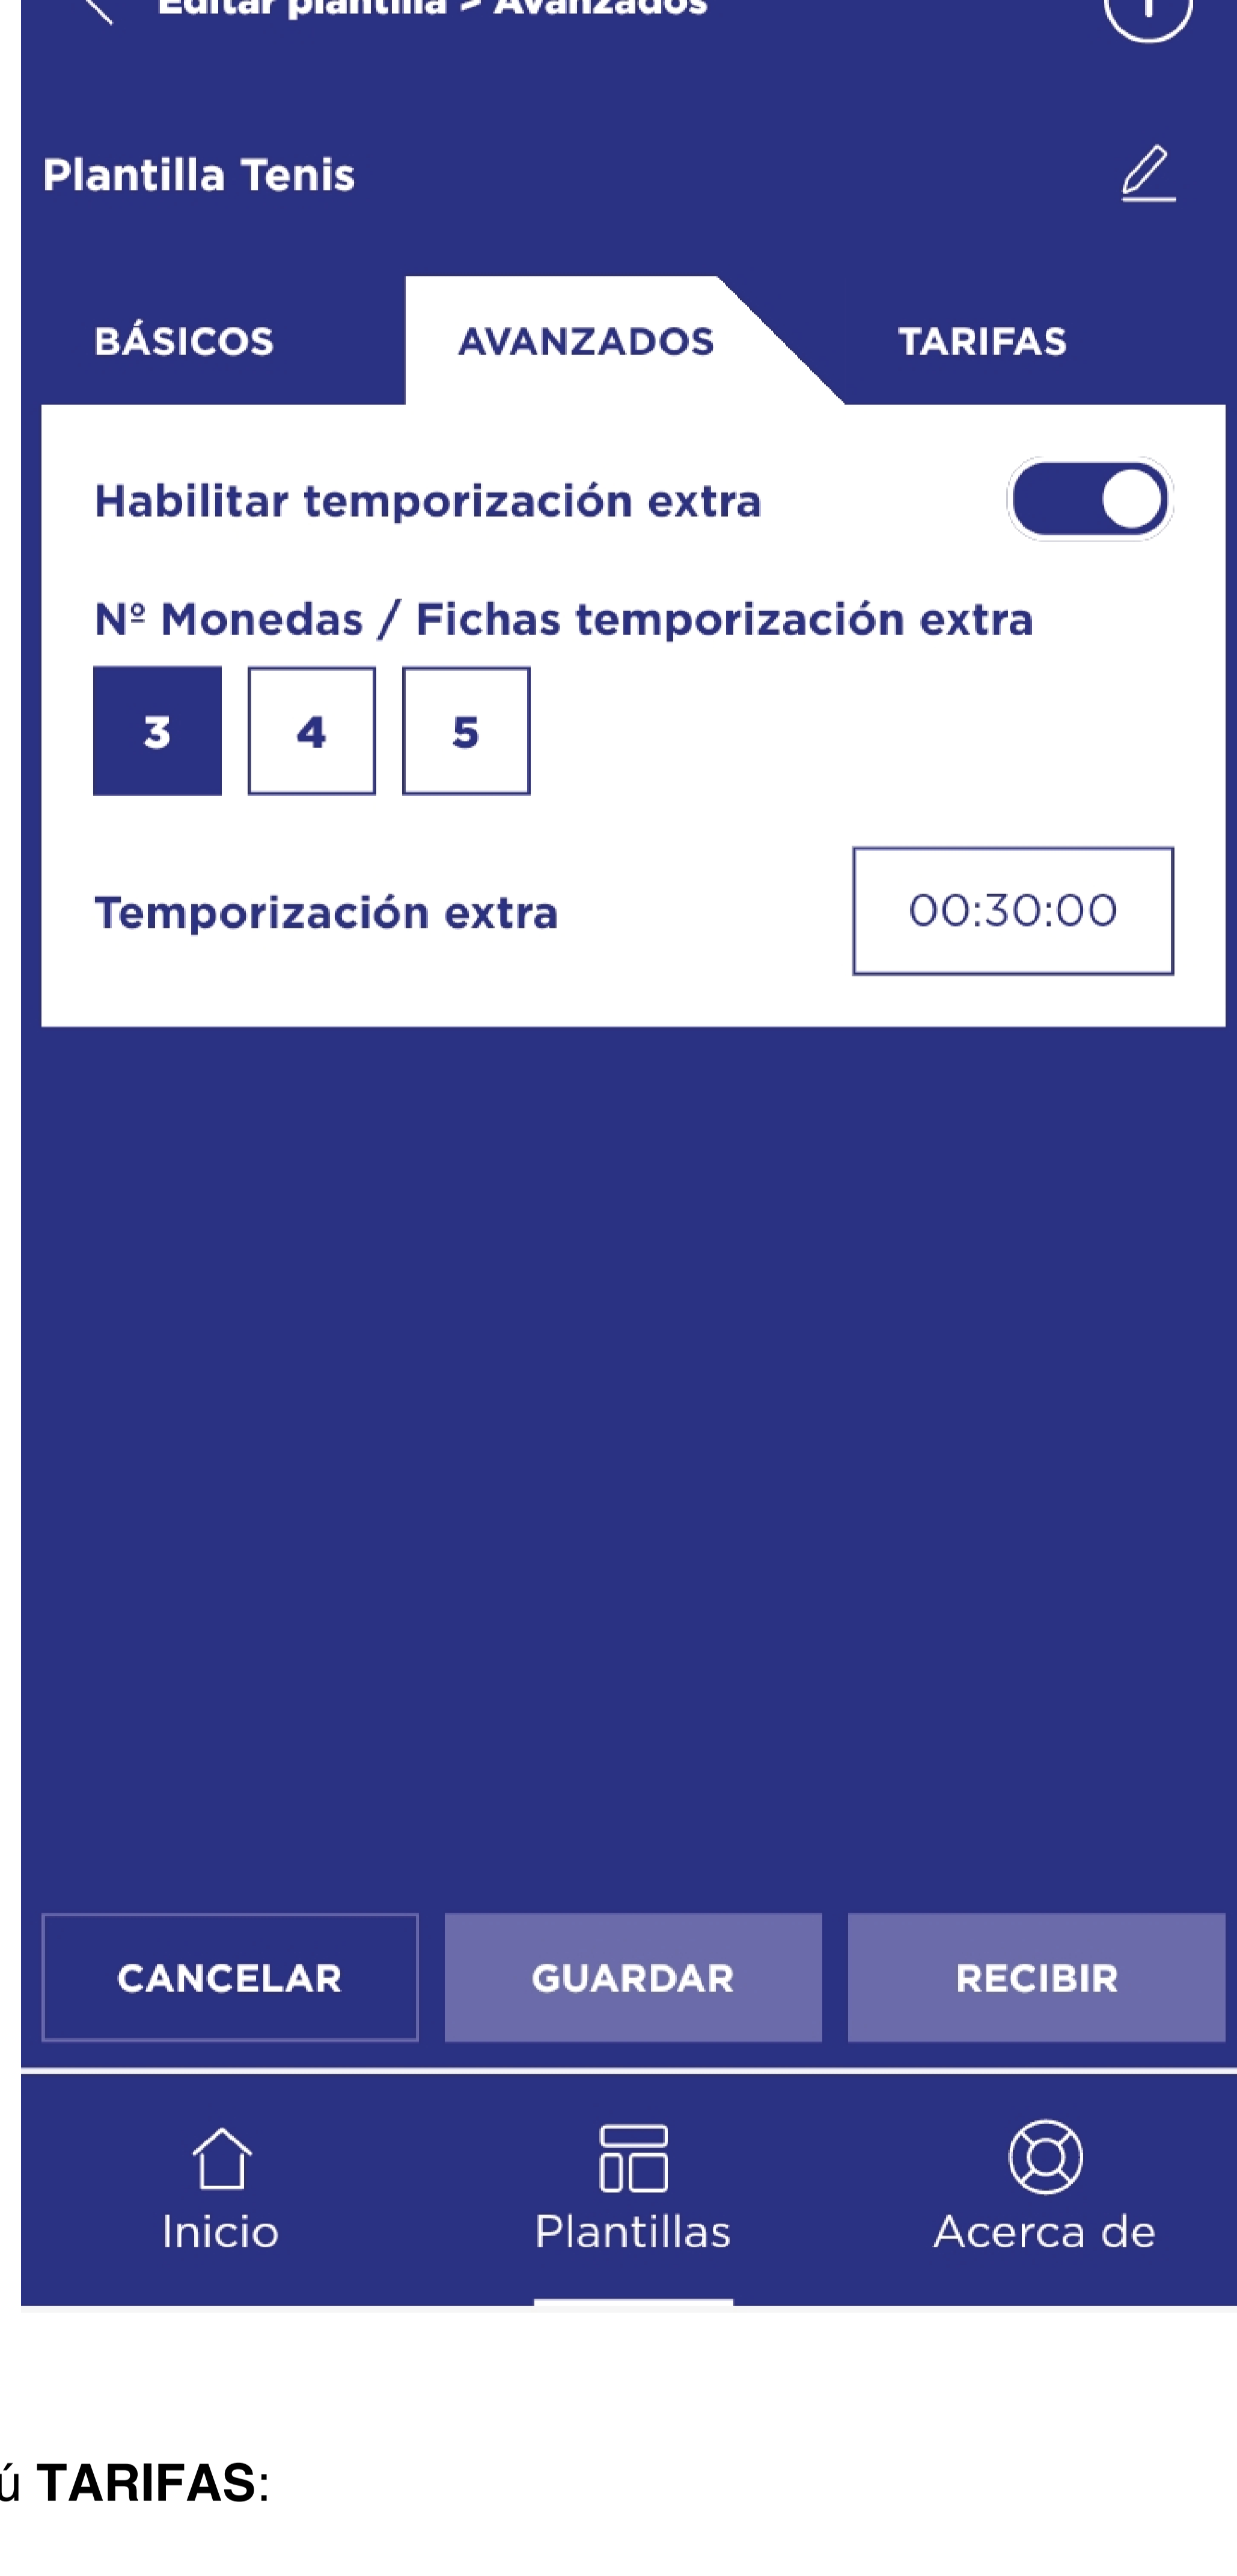 Editar plantilla > Avanzados
Plantilla Tenis
BÁSICOS AVANZADOS TARIFAS
Habilitar temporización extra
Nº Monedas / Fichas temporización extra
3 4 5
Temporización extra 00:30:00
CANCELAR GUARDAR RECIBIR
Inicio Plantillas Acerca de
ú TARIFAS: